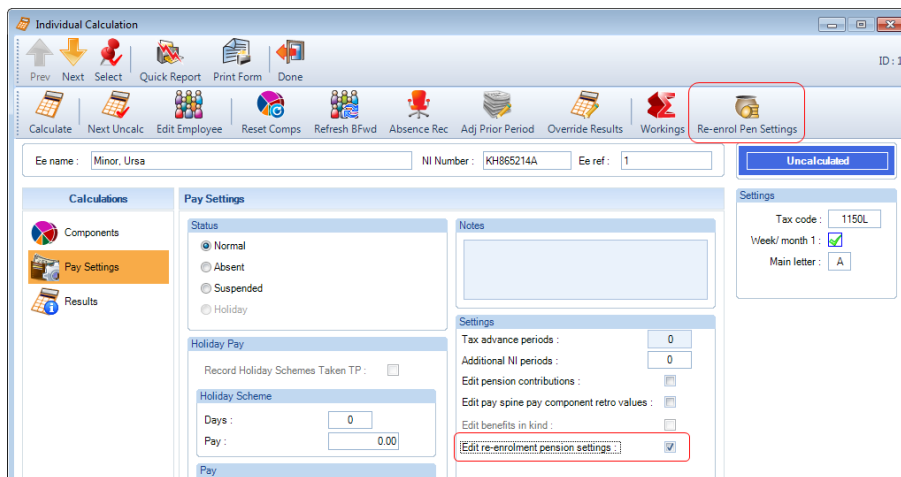 Individual Calculation
Prev Next Select Quick Report Print Form Done
ID : 1
Calculate Next Uncalc Edit Employee Reset Comps Refresh BFwd Absence Rec Adj Prior Period Override Results Workings Re-enrol Pen Settings
Ee name : Minor, Ursa NI Number : KH865214A Ee ref : 1 Uncalculated
Calculations
Components
Pay Settings
Results
Pay Settings
Status
Normal
Absent
Suspended
Holiday
Holiday Pay
Record Holiday Schemes Taken TP :
Holiday Scheme
Days : 0
Pay : 0.00
Pay
Notes
Settings
Tax advance periods : 0
Additional NI periods : 0
Edit pension contributions :
Edit pay spine pay component retro values :
Edit benefits in kind :
Edit re-enrolment pension settings :
Settings
Tax code : 1150L
Week/ month 1 :
Main letter : A